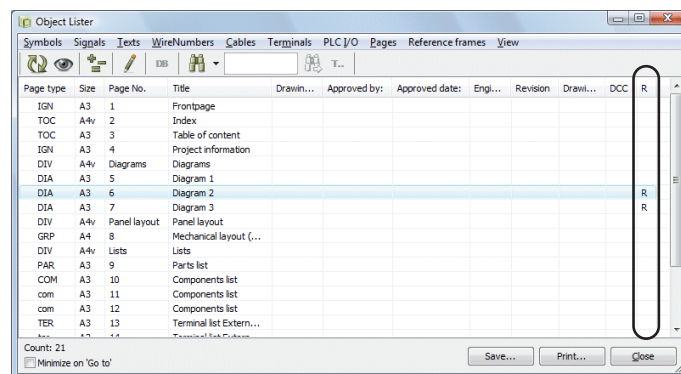 Object Lister
Symbols Signals Texts WireNumbers Cables Terminals PLC I/O Pages Reference frames View
DB T..
Page type Size Page No. Title Drawin... Approved by: Approved date: Engi... Revision Drawi... DCC R
IGN A3 1 Frontpage
TOC A4v 2 Index
TOC A3 3 Table of content
IGN A3 4 Project information
DIV A4v Diagrams Diagrams
DIA A3 5 Diagram 1
DIA A3 6 Diagram 2 R
DIA A3 7 Diagram 3 R
DIV A4v Panel layout Panel layout
GRP A4 8 Mechanical layout (...
DIV A4v Lists Lists
PAR A3 9 Parts list
COM A3 10 Components list
com A3 11 Components list
com A3 12 Components list
TER A3 13 Terminal list Extern...
Count: 21
Minimize on 'Go to'
Save... Print... Close